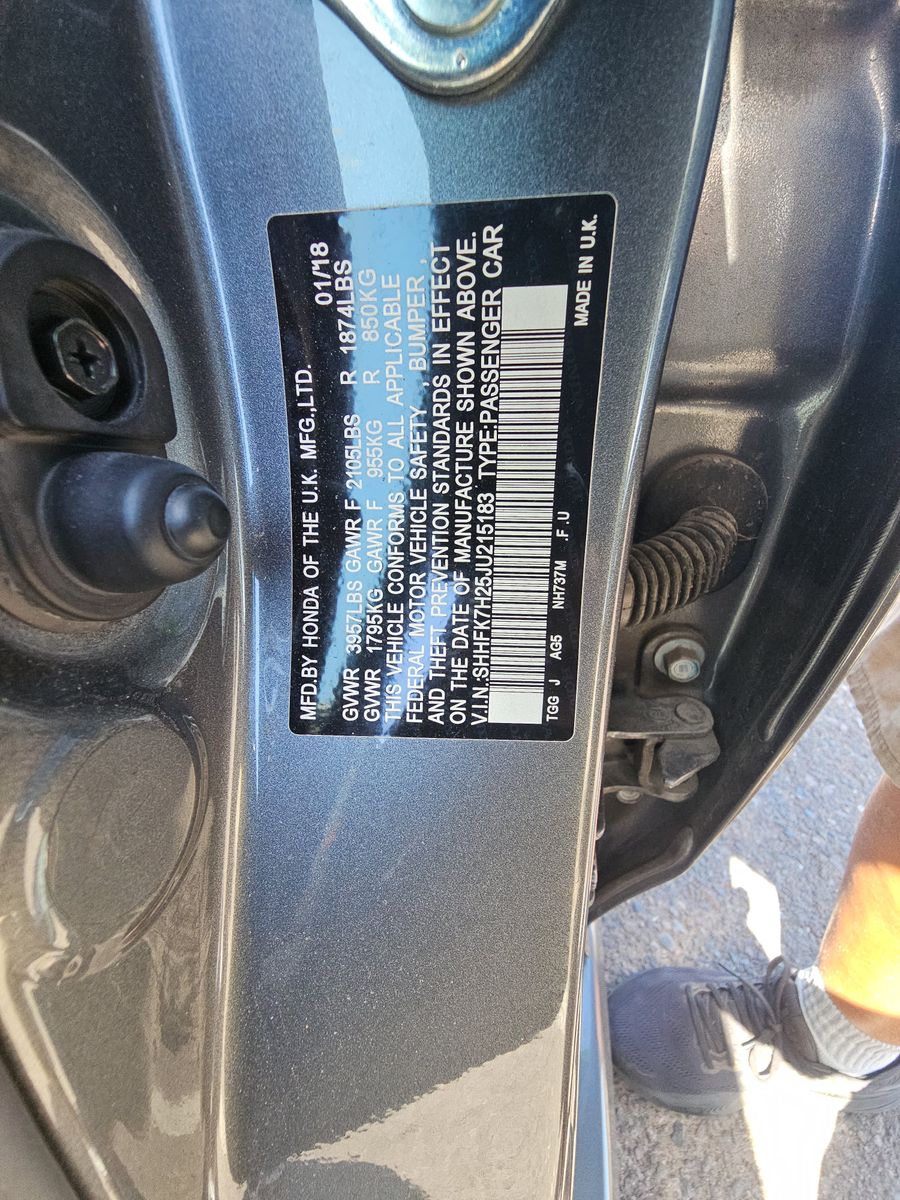 MFD.BY HONDA OF THE U.K. MFG.,LTD. 01/18
GVWR 3957LBS GAWR F 2105LBS R 1874LBS
GVWR 1795KG GAWR F 955KG R 850KG
THIS VEHICLE CONFORMS TO ALL APPLICABLE
FEDERAL MOTOR VEHICLE SAFETY , BUMPER ,
AND THEFT PREVENTION STANDARDS IN EFFECT
ON THE DATE OF MANUFACTURE SHOWN ABOVE.
V.I.N.:SHHFK7H25JU215183 TYPE:PASSENGER CAR
TGG J AG5 NH737M .F.U MADE IN U.K.